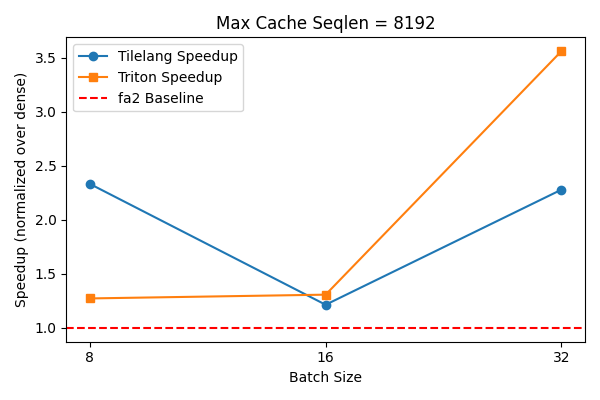 Max Cache Seqlen = 8192
Tilelang Speedup
Triton Speedup
fa2 Baseline
Speedup (normalized over dense)
3.5
3.0
2.5
2.0
1.5
1.0
8
16
32
Batch Size